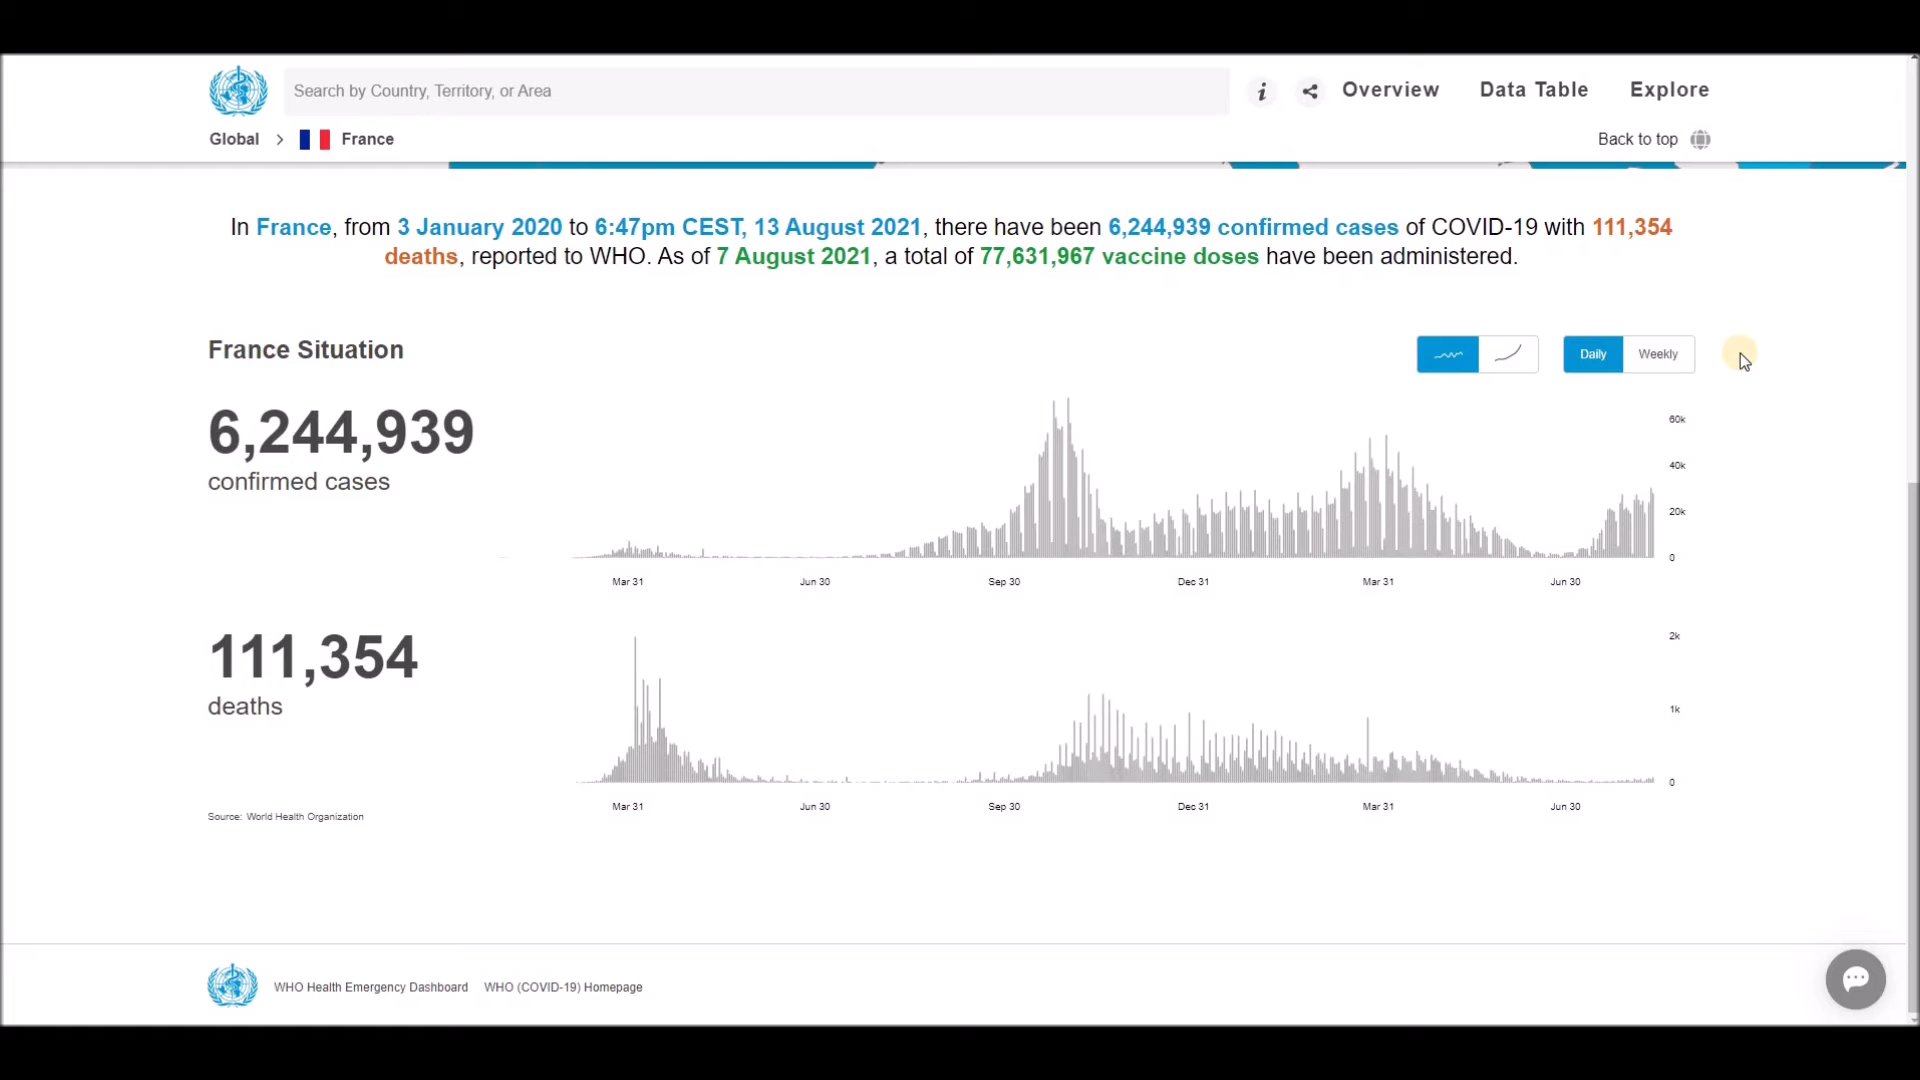 Search by Country, Territory, or Area
i
Overview
Data Table
Explore
Global > France
Back to top
In France, from 3 January 2020 to 6:47pm CEST, 13 August 2021, there have been 6,244,939 confirmed cases of COVID-19 with 111,354
deaths, reported to WHO. As of 7 August 2021, a total of 77,631,967 vaccine doses have been administered.
France Situation
Daily
Weekly
6,244,939
confirmed cases
60k
40k
20k
0
Mar 31
Jun 30
Sep 30
Dec 31
Mar 31
Jun 30
111,354
deaths
2k
1k
0
Mar 31
Jun 30
Sep 30
Dec 31
Mar 31
Jun 30
Source: World Health Organization
WHO Health Emergency Dashboard
WHO (COVID-19) Homepage